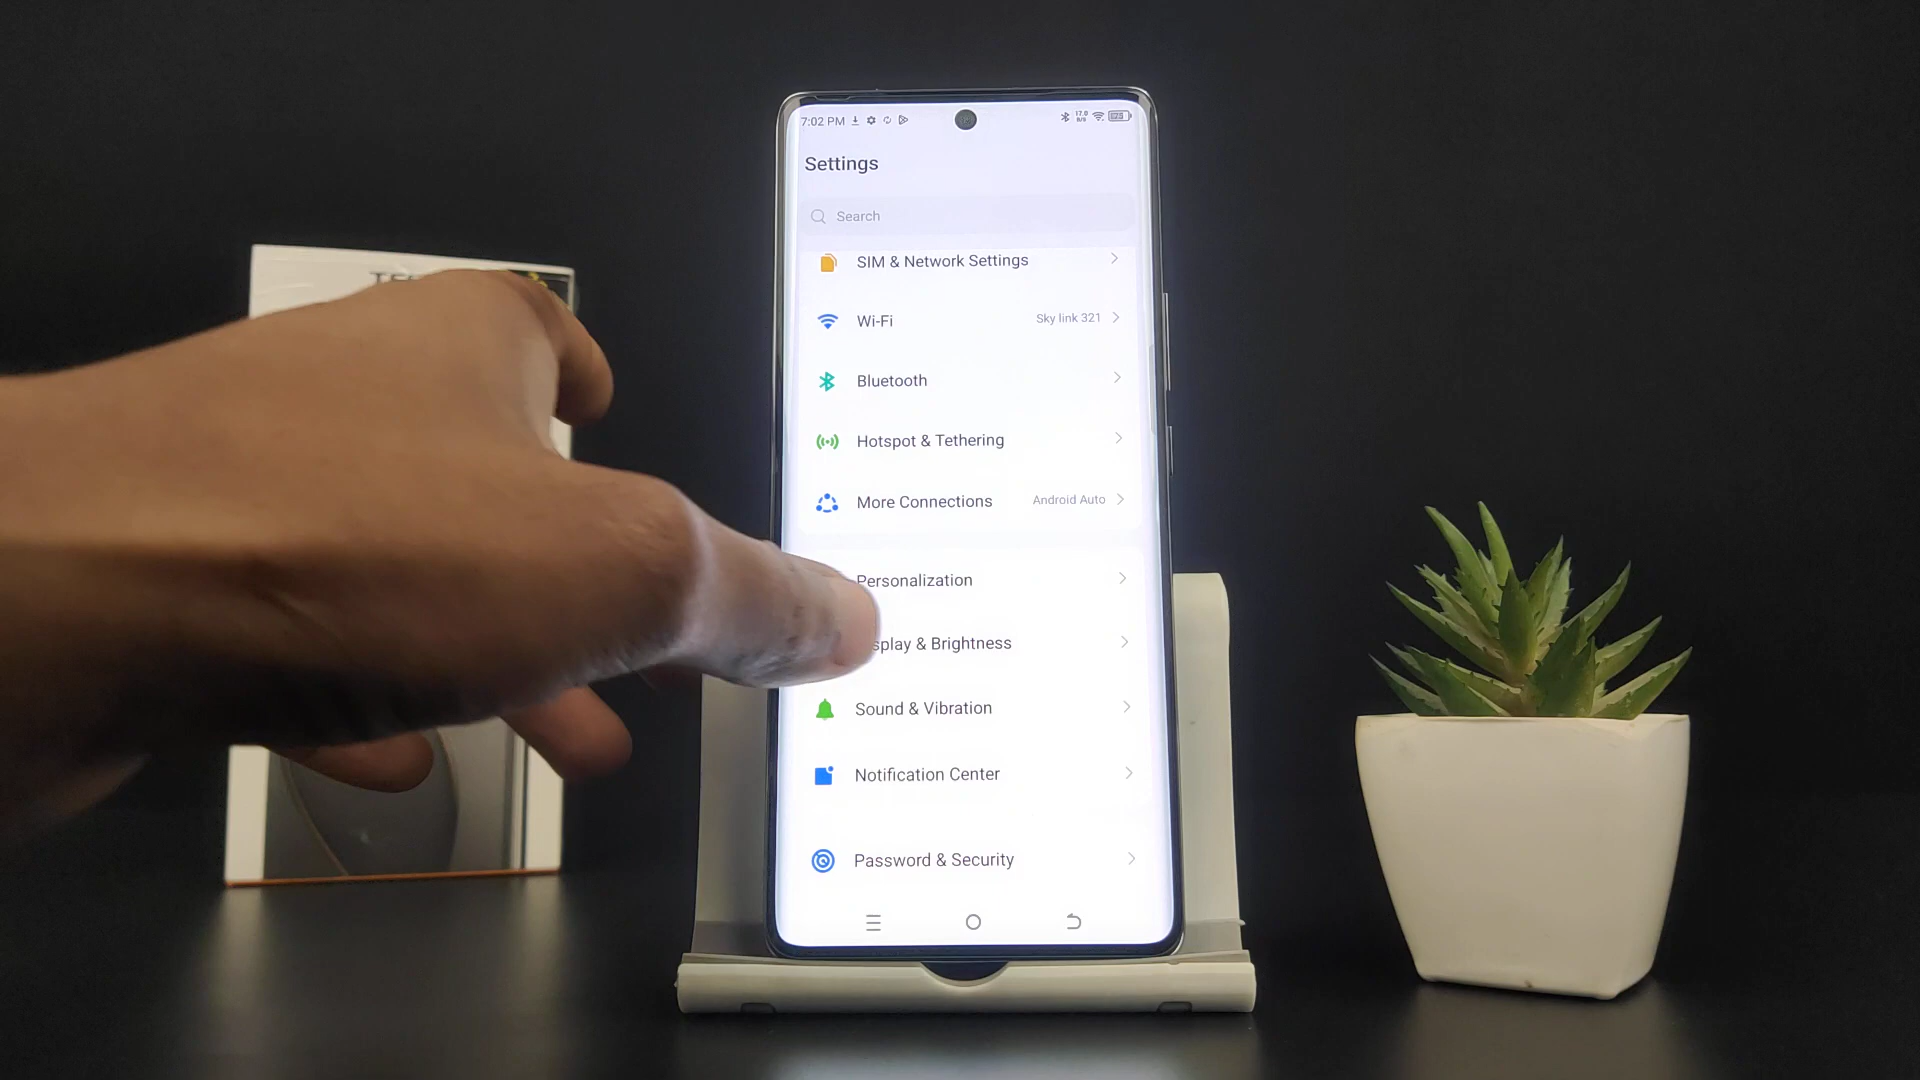 7:02 PM
Settings
Search
SIM & Network Settings
Wi-Fi
Sky link 321
Bluetooth
Hotspot & Tethering
More Connections
Android Auto
Personalization
splay & Brightness
Sound & Vibration
Notification Center
Password & Security